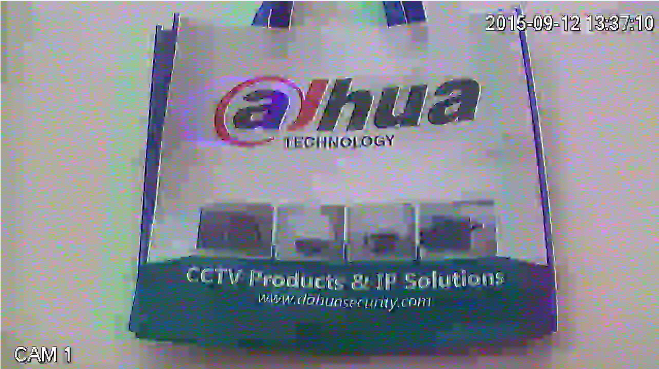 2015-09-12 13:37:10
alhua
TECHNOLOGY
CCTV Products & IP Solutions
www.dahuasecurity.com
CAM 1